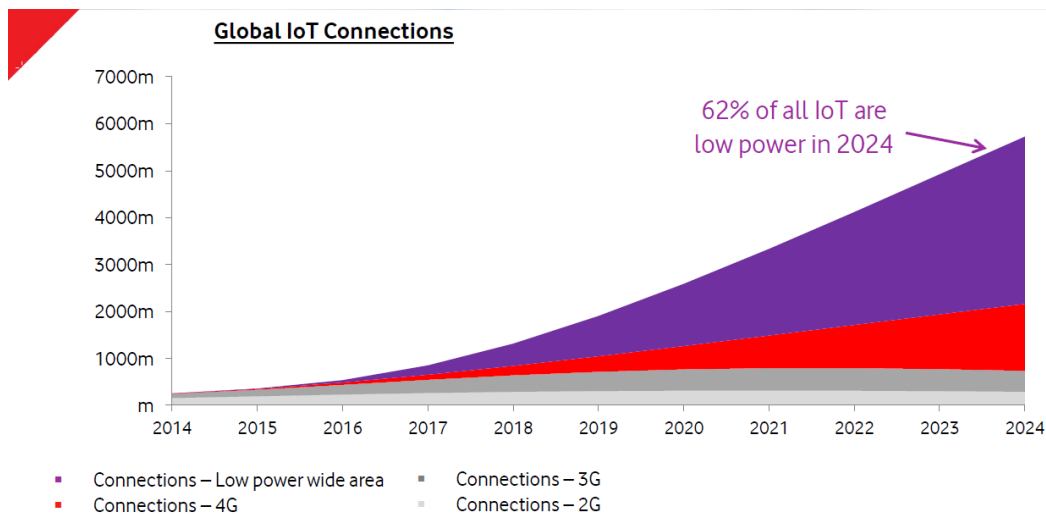 Global IoT Connections
7000m
6000m
5000m
4000m
3000m
2000m
1000m
m
62% of all IoT are
low power in 2024
2014 2015 2016 2017 2018 2019 2020 2021 2022 2023 2024
Connections – Low power wide area
Connections – 3G
Connections – 4G
Connections – 2G